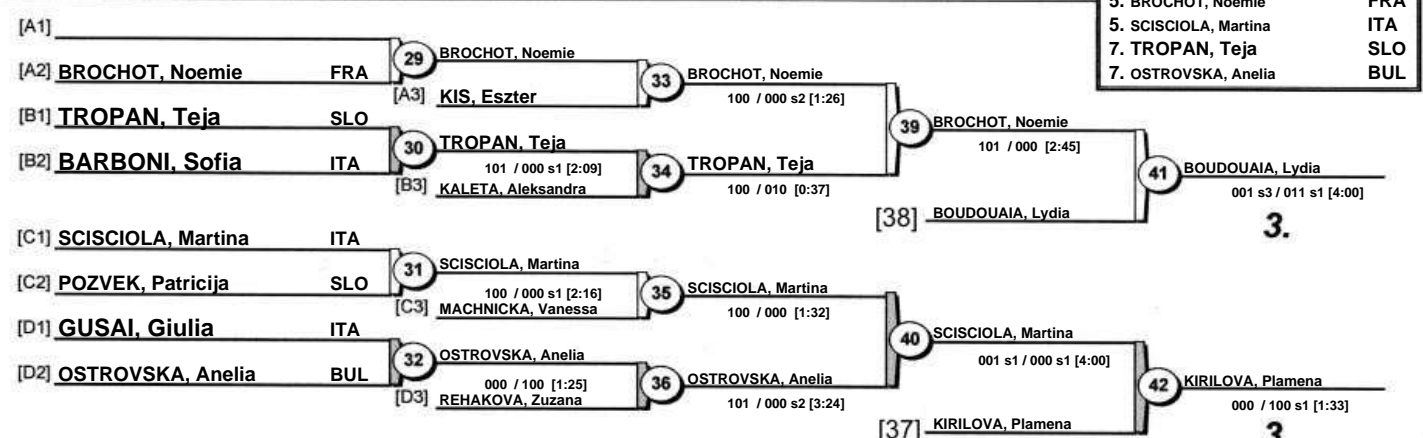 5. BROCHOT, Noemie FRA
5. SCISCIOLA, Martina ITA
7. TROPAN, Teja SLO
7. OSTROVSKA, Anelia BUL
[A1]
29 BROCHOT, Noemie
[A2] BROCHOT, Noemie FRA
33 BROCHOT, Noemie
100 / 000 s2 [1:26]
[A3] KIS, Eszter
[B1] TROPAN, Teja SLO
39 BROCHOT, Noemie
101 / 000 [2:45]
30 TROPAN, Teja
101 / 000 s1 [2:09]
[B2] BARBONI, Sofia ITA
34 TROPAN, Teja
100 / 010 [0:37]
[B3] KALETA, Aleksandra
41 BOUDOUAIA, Lydia
001 s3 / 011 s1 [4:00]
[38] BOUDOUAIA, Lydia
3.
[C1] SCISCIOLA, Martina ITA
31 SCISCIOLA, Martina
100 / 000 s1 [2:16]
[C2] POZVEK, Patricija SLO
35 SCISCIOLA, Martina
100 / 000 [1:32]
[C3] MACHNICKA, Vanessa
[D1] GUSAI, Giulia ITA
40 SCISCIOLA, Martina
001 s1 / 000 s1 [4:00]
32 OSTROVSKA, Anelia
000 / 100 [1:25]
[D2] OSTROVSKA, Anelia BUL
36 OSTROVSKA, Anelia
101 / 000 s2 [3:24]
[D3] REHAKOVA, Zuzana
42 KIRILOVA, Plamena
000 / 100 s1 [1:33]
[37] KIRILOVA, Plamena
3.